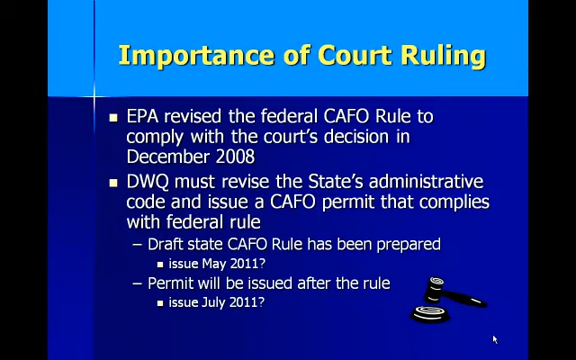 Importance of Court Ruling
EPA revised the federal CAFO Rule to
comply with the court's decision in
December 2008
DWQ must revise the State's administrative
code and issue a CAFO permit that complies
with federal rule
– Draft state CAFO Rule has been prepared
issue May 2011?
– Permit will be issued after the rule
issue July 2011?